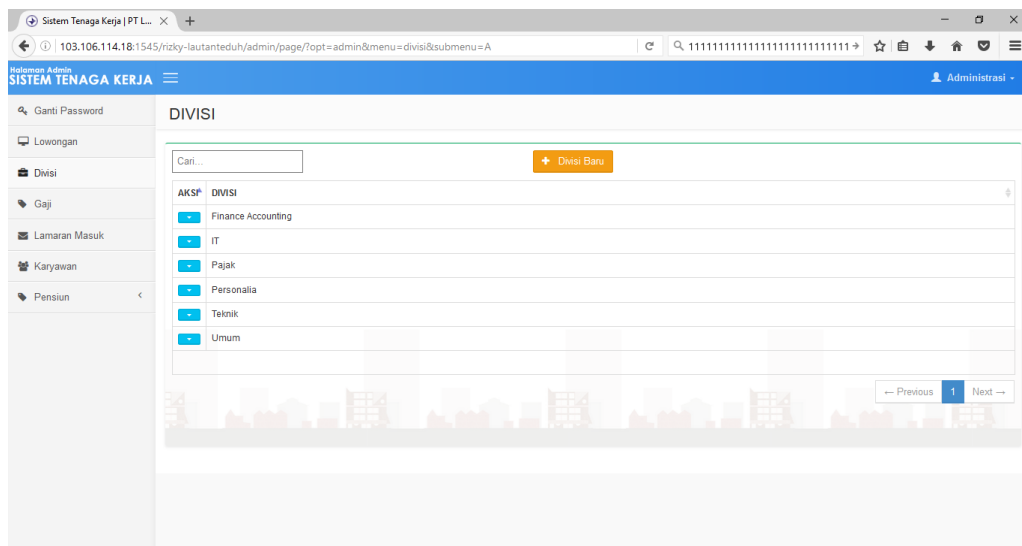 Sistem Tenaga Kerja | PT L...
103.106.114.18:1545/rizky-lautanteduh/admin/page/?opt=admin&menu=divisi&submenu=A
Halaman Admin
SISTEM TENAGA KERJA
Administrasi
Ganti Password
Lowongan
Divisi
Gaji
Lamaran Masuk
Karyawan
Pensiun
DIVISI
Cari...
Divisi Baru
AKSI DIVISI
Finance Accounting
IT
Pajak
Personalia
Teknik
Umum
← Previous 1 Next →